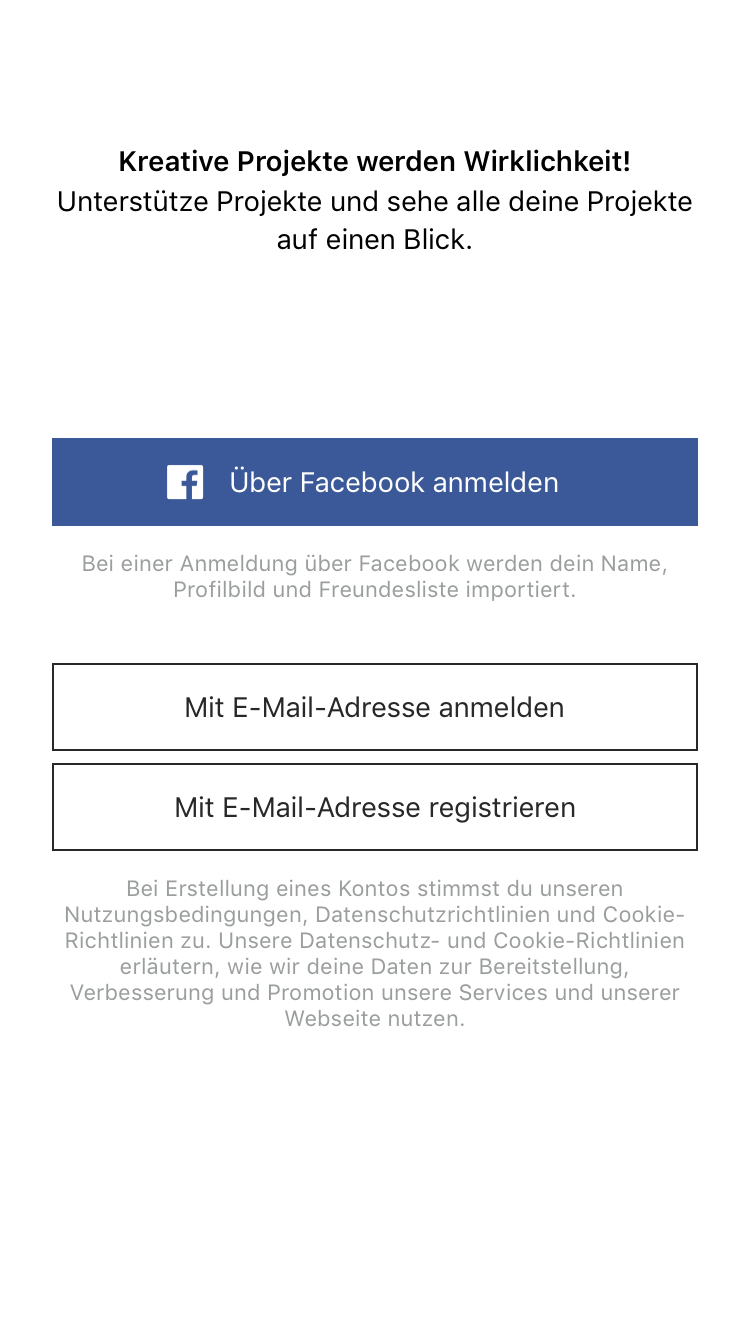 Kreative Projekte werden Wirklichkeit!
Unterstütze Projekte und sehe alle deine Projekte
auf einen Blick.
Über Facebook anmelden
Bei einer Anmeldung über Facebook werden dein Name,
Profilbild und Freundesliste importiert.
Mit E-Mail-Adresse anmelden
Mit E-Mail-Adresse registrieren
Bei Erstellung eines Kontos stimmst du unseren
Nutzungsbedingungen, Datenschutzrichtlinien und Cookie-
Richtlinien zu. Unsere Datenschutz- und Cookie-Richtlinien
erläutern, wie wir deine Daten zur Bereitstellung,
Verbesserung und Promotion unsere Services und unserer
Webseite nutzen.